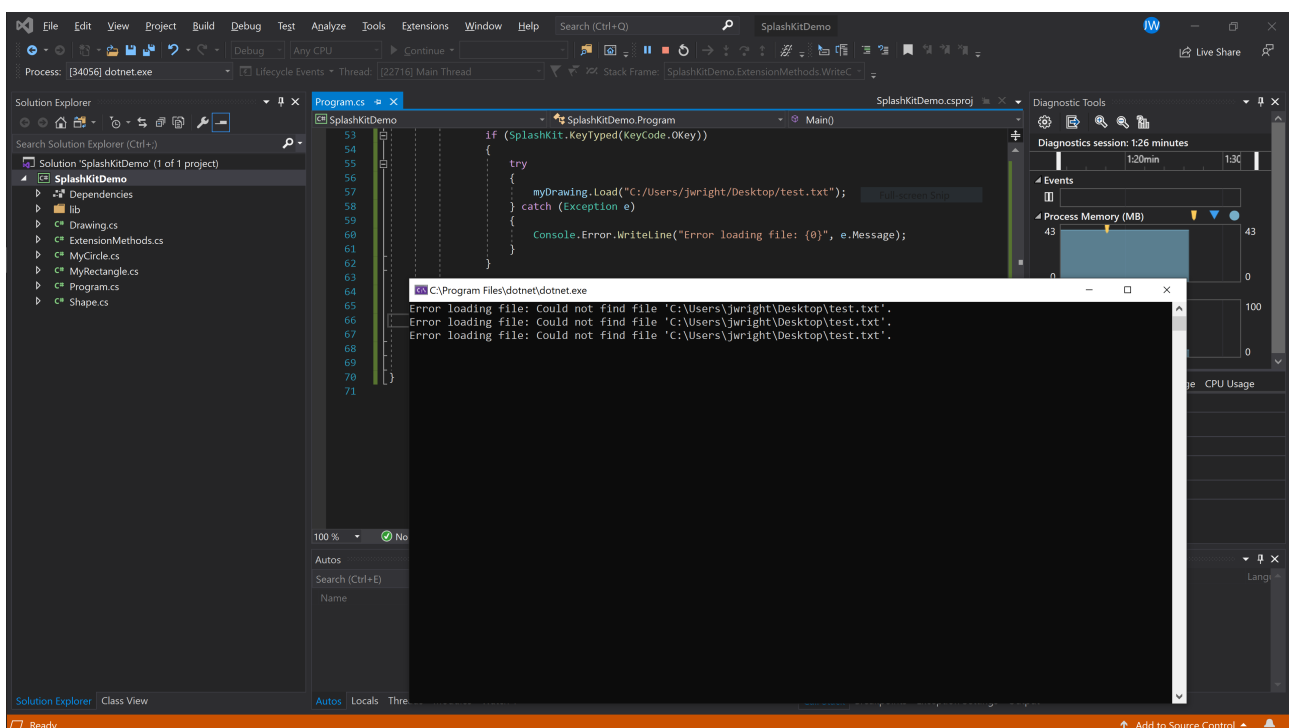 File Edit View Project Build Debug Test Analyze Tools Extensions Window Help Search (Ctrl+Q) SplashKitDemo JW
Debug Any CPU Continue Live Share
Process: [34056] dotnet.exe Lifecycle Events Thread: [22716] Main Thread Stack Frame: SplashKitDemo.ExtensionMethods.WriteC
Solution Explorer
Search Solution Explorer (Ctrl+;)
Solution 'SplashKitDemo' (1 of 1 project)
SplashKitDemo
Dependencies
lib
C# Drawing.cs
C# ExtensionMethods.cs
C# MyCircle.cs
C# MyRectangle.cs
C# Program.cs
C# Shape.cs
Solution Explorer Class View
Program.cs SplashKitDemo.csproj
C# SplashKitDemo SplashKitDemo.Program Main()
53 if (SplashKit.KeyTyped(KeyCode.OKey))
54 {
55 try
56 {
57 myDrawing.Load("C:/Users/jwright/Desktop/test.txt");
Full-screen Snip
58 } catch (Exception e)
59 {
60 Console.Error.WriteLine("Error loading file: {0}", e.Message);
61 }
62 }
63
64
65
66
67
68
69
70 }
71
C:\Program Files\dotnet\dotnet.exe
Error loading file: Could not find file 'C:\Users\jwright\Desktop\test.txt'.
Error loading file: Could not find file 'C:\Users\jwright\Desktop\test.txt'.
Error loading file: Could not find file 'C:\Users\jwright\Desktop\test.txt'.
100 % No
Autos
Search (Ctrl+E)
Name
Lang
Autos Locals Thre
Diagnostic Tools
Diagnostics session: 1:26 minutes
1:20min 1:30
Events
Process Memory (MB)
43 43
0 0
100
0
ge CPU Usage
Ready Add to Source Control